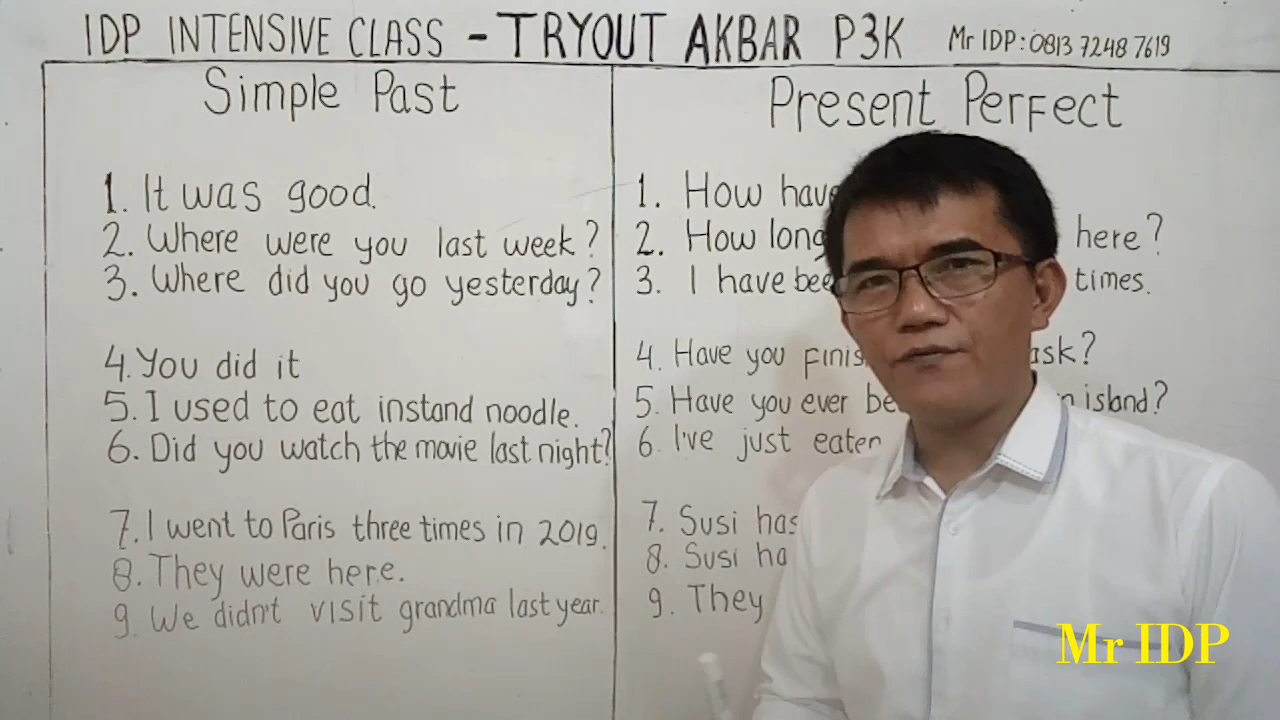 IDP INTENSIVE CLASS - TRYOUT AKBAR P3K Mr IDP: 0813 7248 7619
Simple Past
1. It was good.
2. Where were you last week?
3. Where did you go yesterday?
4. You did it
5. I used to eat instand noodle.
6. Did you watch the movie last night?
7. I went to Paris three times in 2019.
8. They were here.
9. We didn't visit grandma last year.
Present Perfect
1. How have
2. How long here?
3. I have times.
4. Have you
5. Have you ever island?
6. I've just eaten
7. Susi has
8. Susi
9. They
Mr IDP